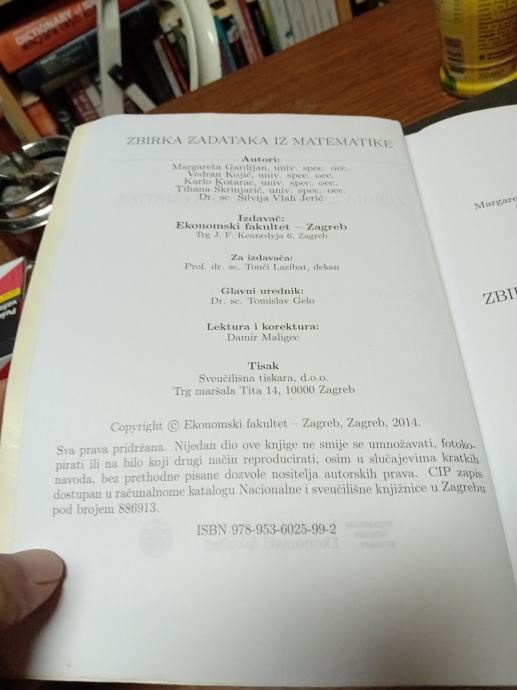 DICTIONARY of
ZBIRKA ZADATAKA IZ MATEMATIKE
Autori:
Margareta Gardijan, univ. spec. oec.
Vedran Kojić, univ. spec. oec.
Karlo Kotarac, univ. spec. oec.
Tihana Škrinjarić, univ. spec. oec.
Dr. sc. Silvija Vlah Jerić
Izdavač:
Ekonomski fakultet – Zagreb
Trg J. F. Kennedyja 6, Zagreb
Za izdavača:
Prof. dr. sc. Tonći Lazibat, dekan
Glavni urednik:
Dr. sc. Tomislav Gelo
Lektura i korektura:
Damir Maligec
Tisak
Sveučilišna tiskara, d.o.o.
Trg maršala Tita 14, 10000 Zagreb
Copyright © Ekonomski fakultet – Zagreb, Zagreb, 2014.
Sva prava pridržana. Nijedan dio ove knjige ne smije se umnožavati, fotoko-
pirati ili na bilo koji drugi način reproducirati, osim u slučajevima kratkih
navoda, bez prethodne pisane dozvole nositelja autorskih prava. CIP zapis
dostupan u računalnome katalogu Nacionalne i sveučilišne knjižnice u Zagrebu
pod brojem 886913.
ISBN 978-953-6025-99-2